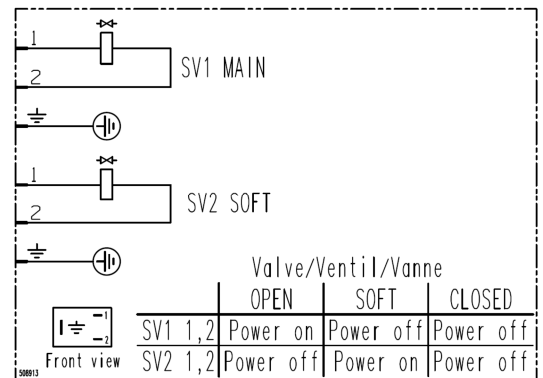 1
2
SV1 MAIN
1
2
SV2 SOFT
Valve/Ventil/Vanne
OPEN SOFT CLOSED
SV1 1,2 Power on Power off Power off
SV2 1,2 Power off Power on Power off
1
2
Front view
508913